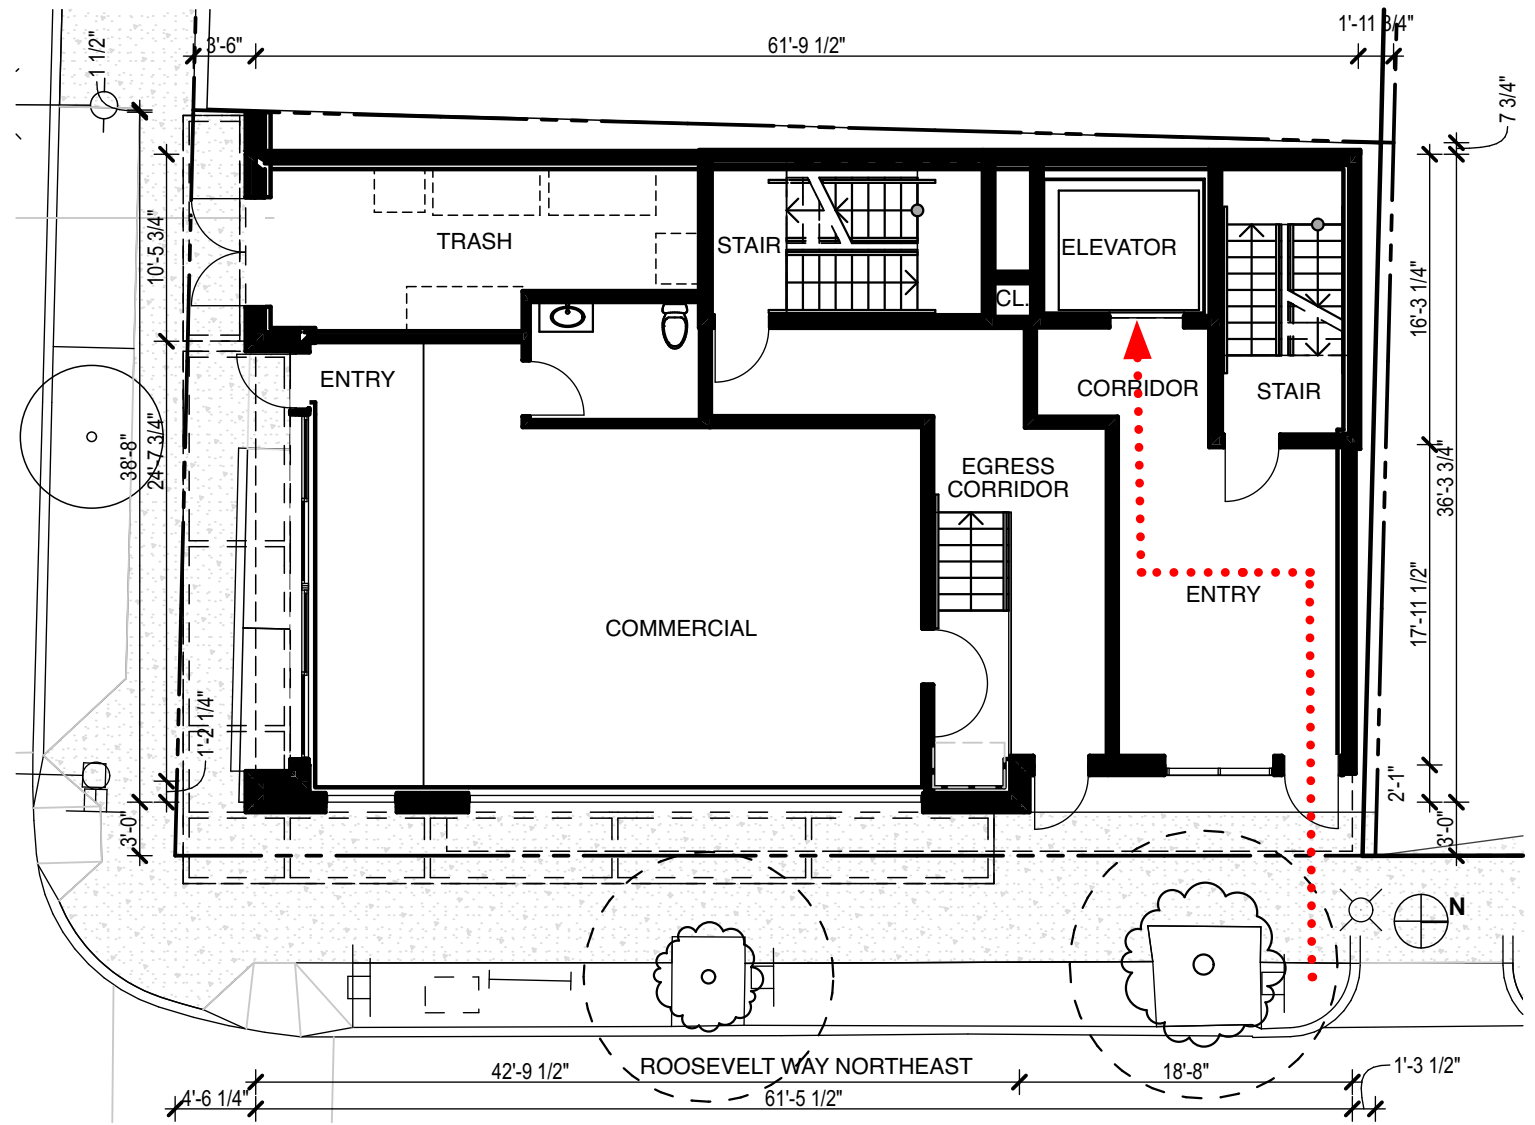 3'-6"
61'-9 1/2"
1'-11 3/4"
1 1/2"
7 3/4"
TRASH
STAIR
ELEVATOR
CL.
10'-5 3/4"
16'-3 1/4"
ENTRY
CORRIDOR
STAIR
38'-8"
24'-7 3/4"
EGRESS
CORRIDOR
36'-3 3/4"
ENTRY
17'-11 1/2"
COMMERCIAL
1'-2 1/4"
2'-1"
3'-0"
3'-0"
N
ROOSEVELT WAY NORTHEAST
42'-9 1/2"
18'-8"
1'-3 1/2"
4'-6 1/4"
61'-5 1/2"